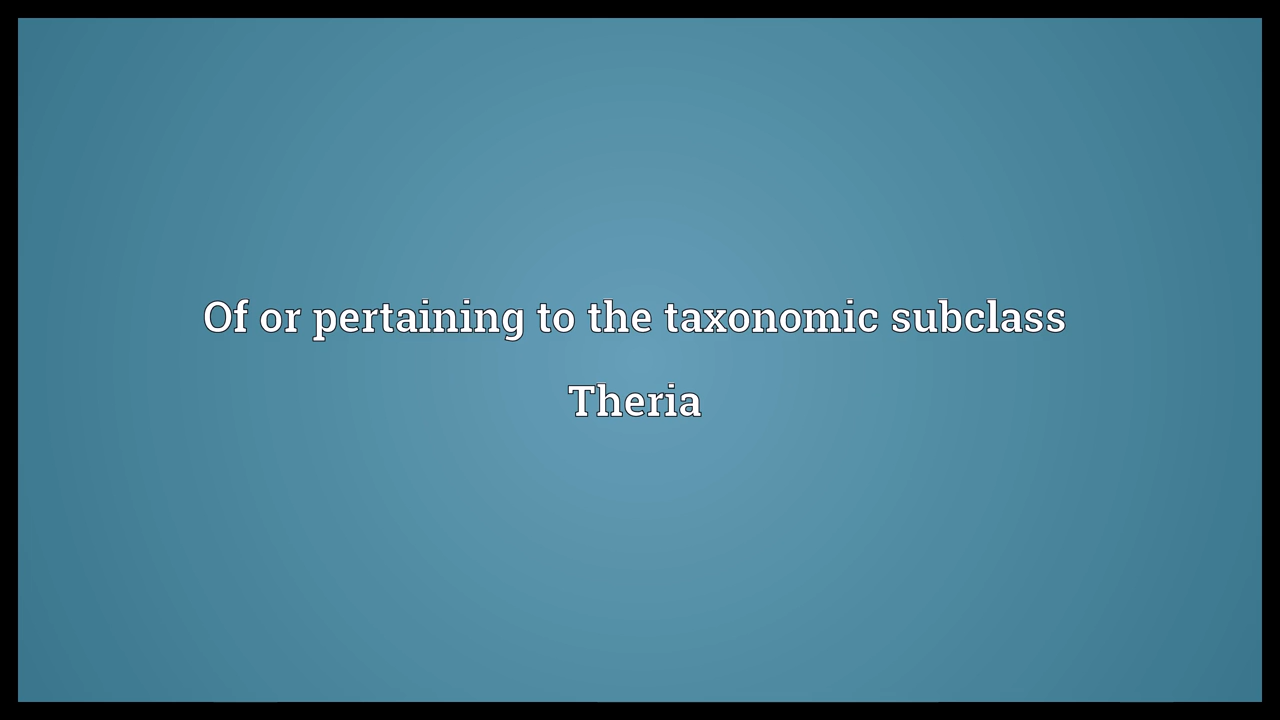 Of or pertaining to the taxonomic subclass
Theria